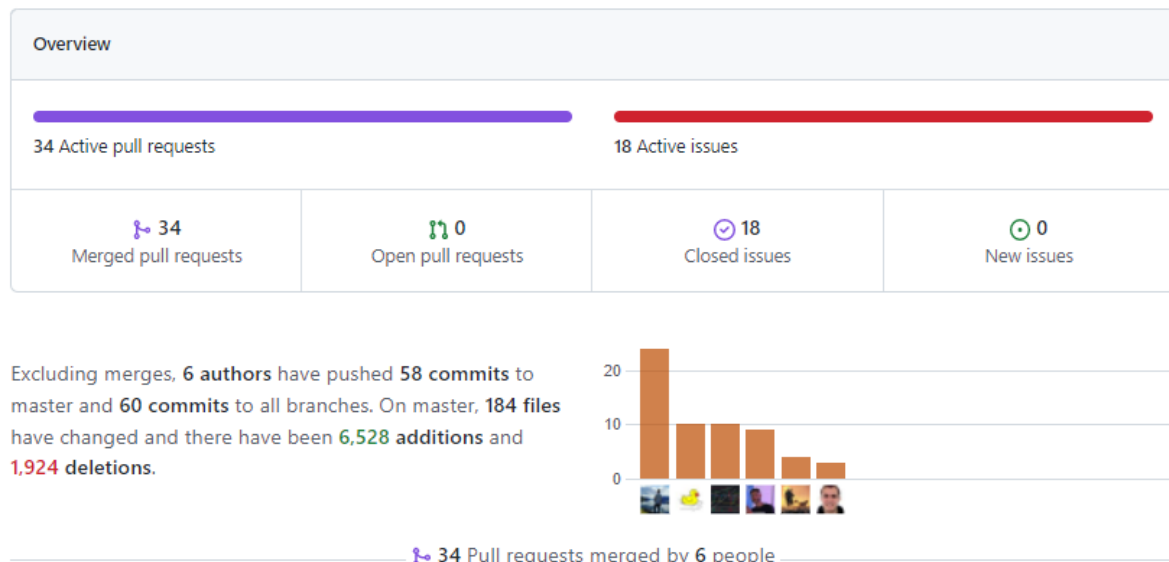 Overview
34 Active pull requests
18 Active issues
34
Merged pull requests
0
Open pull requests
18
Closed issues
0
New issues
Excluding merges, 6 authors have pushed 58 commits to
master and 60 commits to all branches. On master, 184 files
have changed and there have been 6,528 additions and
1,924 deletions.
20
10
0
34 Pull requests merged by 6 people